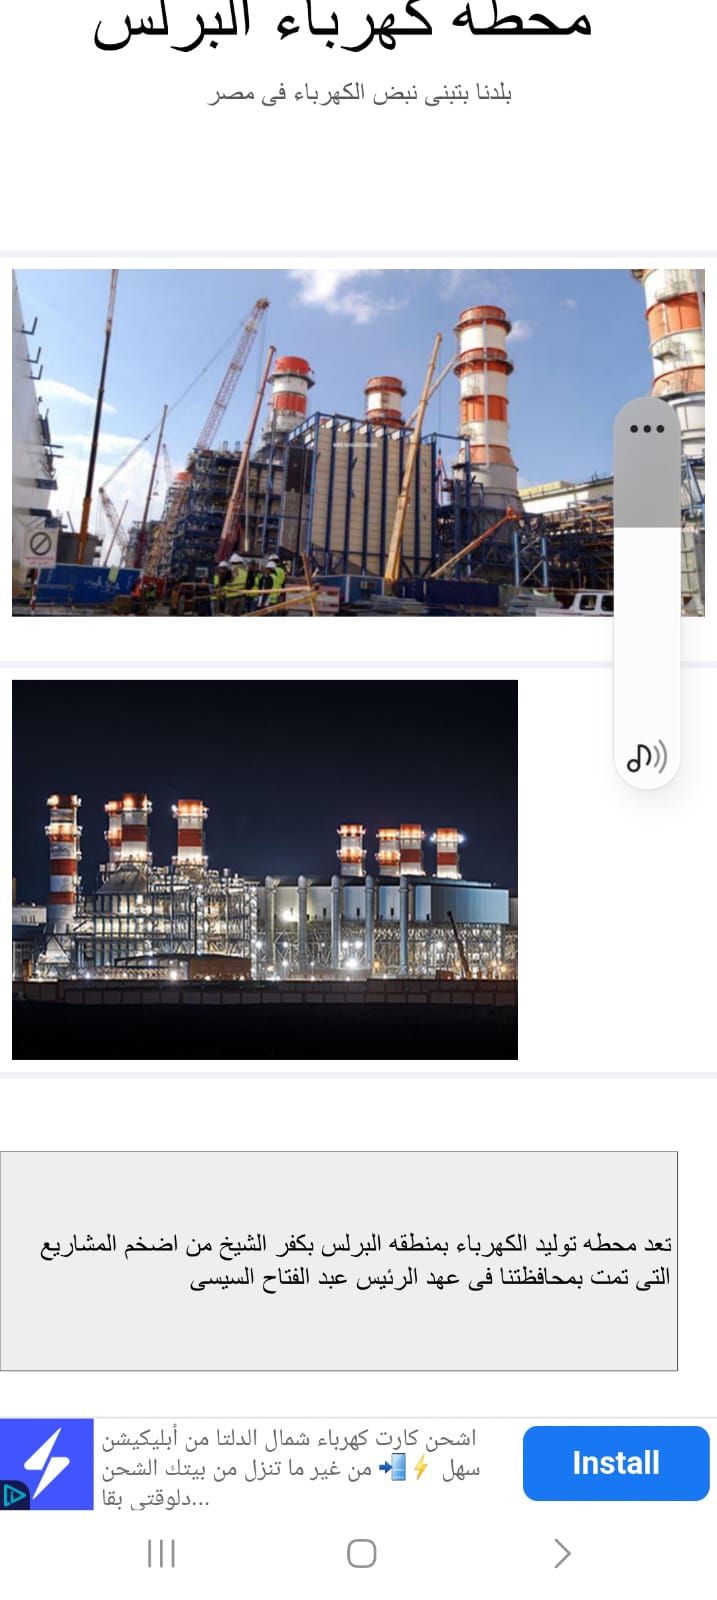 محطه كهرباء البرلس
بلدنا بتبنى نبض الكهرباء فى مصر
تعد محطه توليد الكهرباء بمنطقه البرلس بكفر الشيخ من اضخم المشاريع
التى تمت بمحافظتنا فى عهد الرئيس عبد الفتاح السيسى
اشحن كارت كهرباء شمال الدلتا من أبليكيشن
سهل ⚡📲 من غير ما تنزل من بيتك الشحن
دلوقتي بقا...
Install